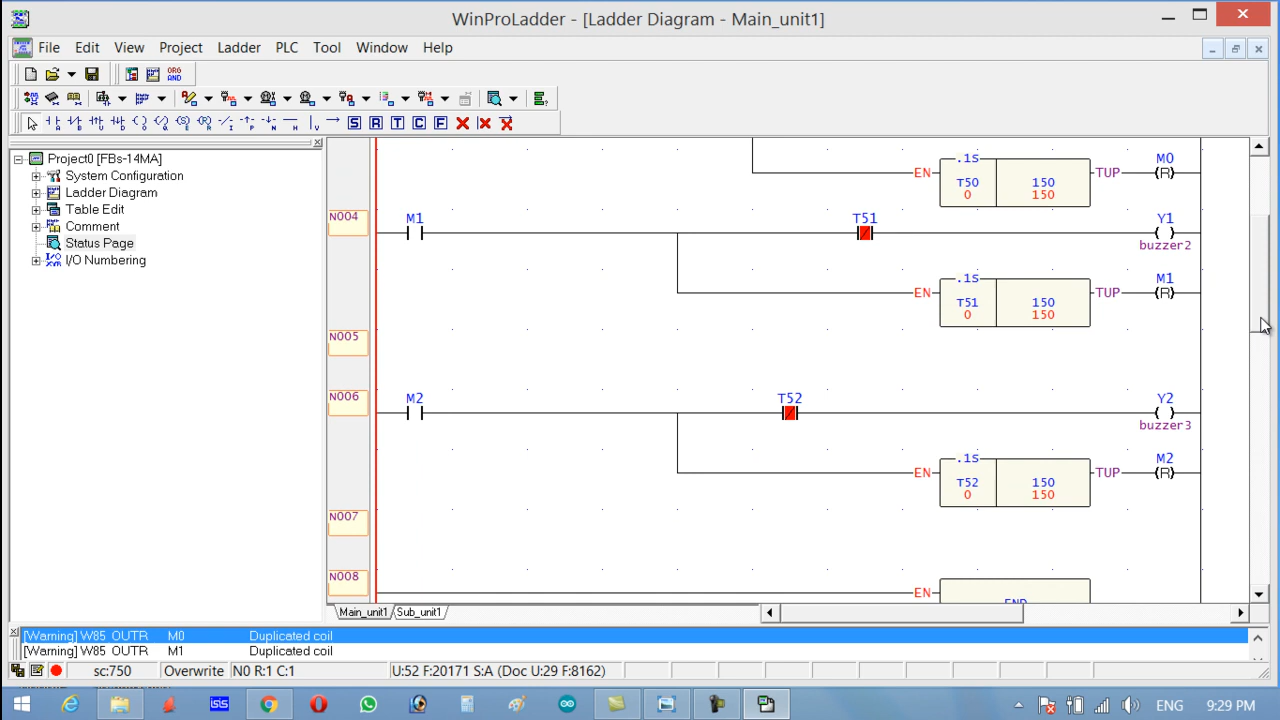 WinProLadder - [Ladder Diagram - Main_unit1]
File Edit View Project Ladder PLC Tool Window Help
ORG
AND
S R T C F
Project0 [FBs-14MA]
System Configuration
Ladder Diagram
Table Edit
Comment
Status Page
I/O Numbering
.1S M0
EN T50 150 TUP (R)
0 150
N004 M1 T51 Y1
buzzer2
.1S M1
EN T51 150 TUP (R)
0 150
N005
N006 M2 T52 Y2
buzzer3
.1S M2
EN T52 150 TUP (R)
0 150
N007
N008
EN END
Main_unit1 Sub_unit1
[Warning] W85 OUTR M0 Duplicated coil
[Warning] W85 OUTR M1 Duplicated coil
sc:750 Overwrite N0 R:1 C:1 U:52 F:20171 S:A (Doc U:29 F:8162)
isis ENG 9:29 PM